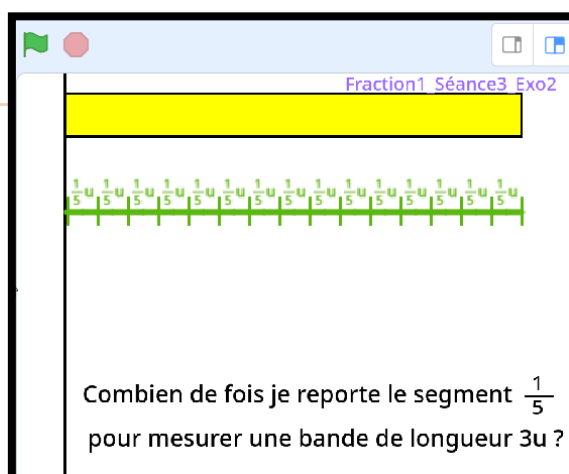 Fraction1_Séance3_Exo2
1/5 u 1/5 u 1/5 u 1/5 u 1/5 u 1/5 u 1/5 u 1/5 u 1/5 u 1/5 u 1/5 u 1/5 u 1/5 u 1/5 u 1/5 u
Combien de fois je reporte le segment 1/5
pour mesurer une bande de longueur 3u ?